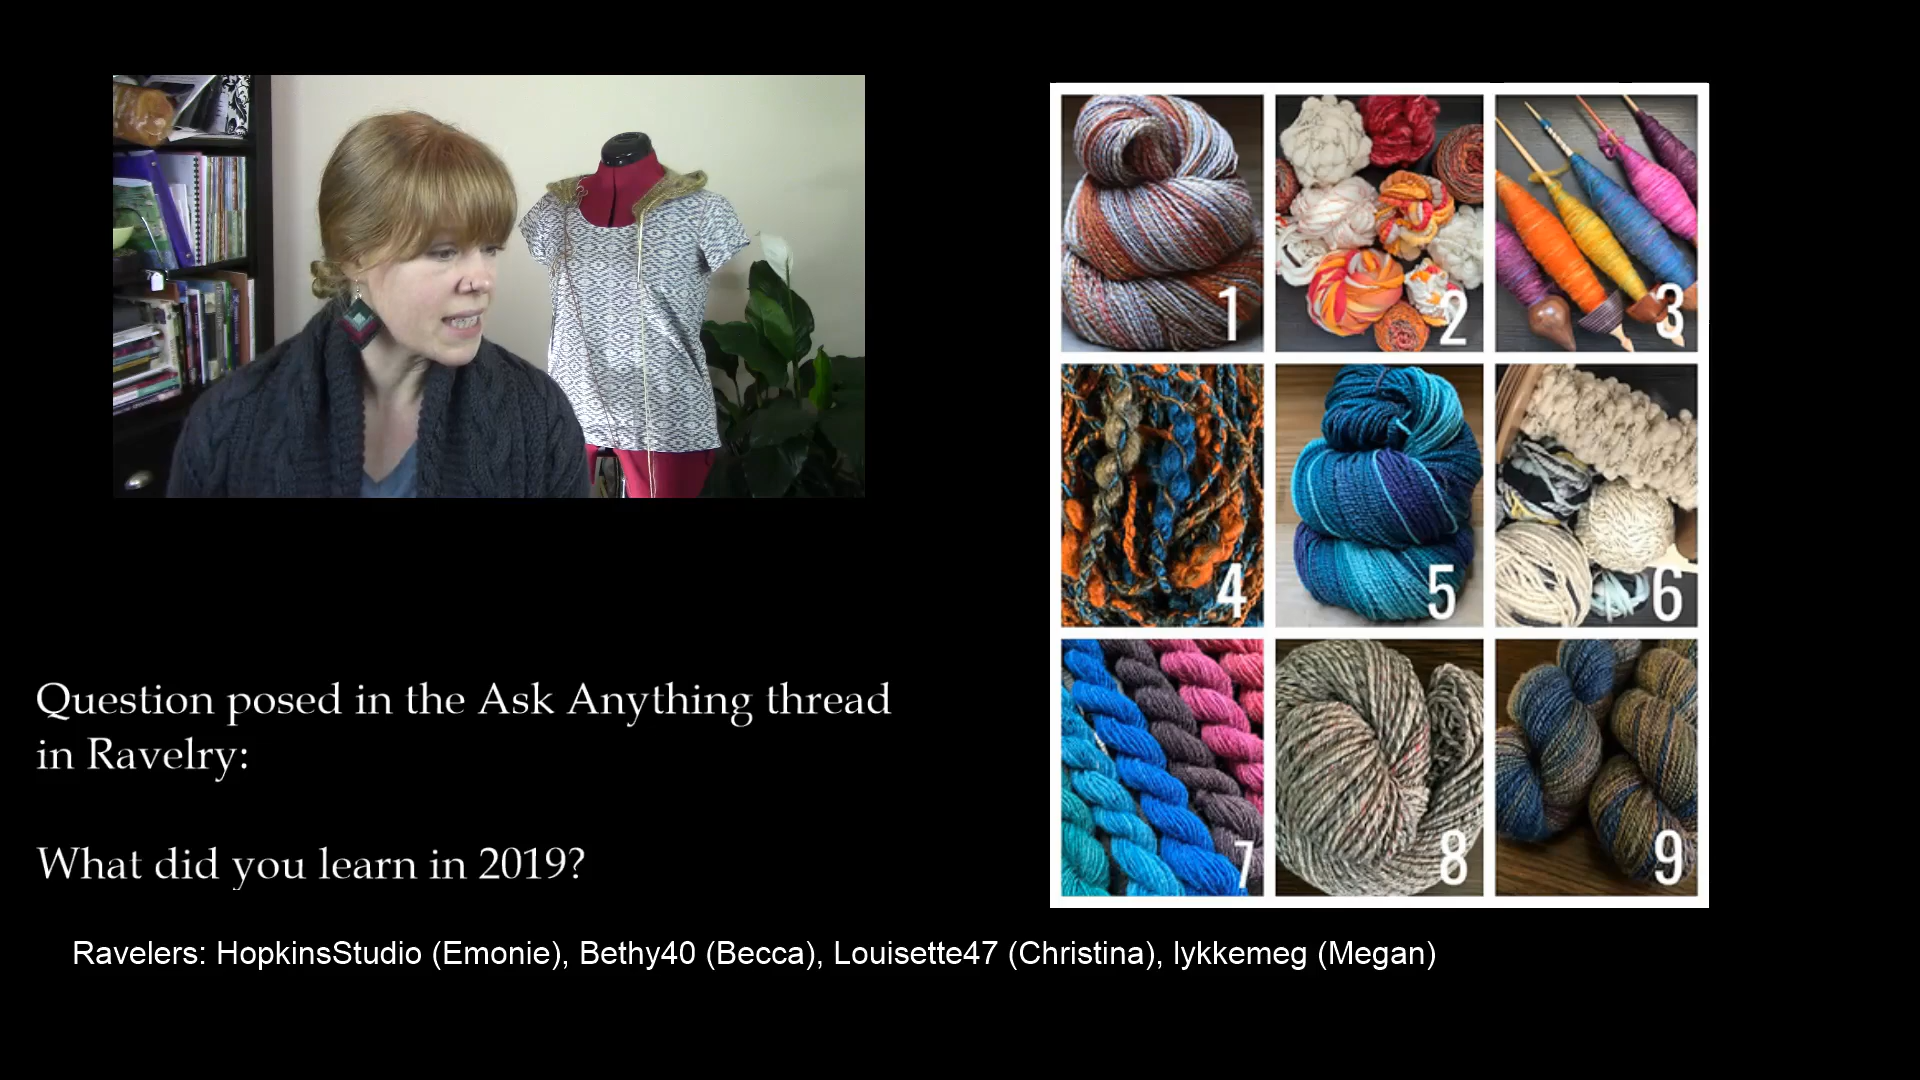 Question posed in the Ask Anything thread
in Ravelry:
What did you learn in 2019?
Ravelers: HopkinsStudio (Emonie), Bethy40 (Becca), Louisette47 (Christina), lykkemeg (Megan)
1
2
3
4
5
6
7
8
9